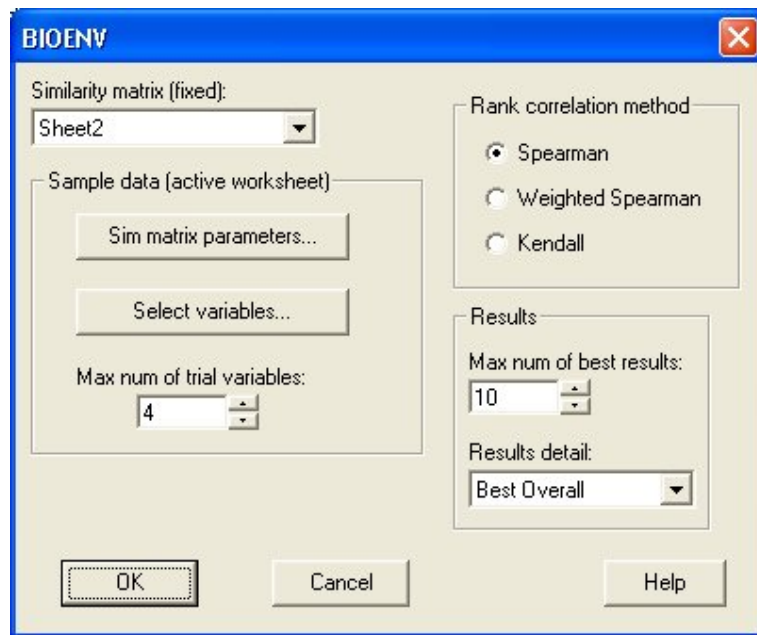 BIOENV
Similarity matrix (fixed):
Sheet2
Sample data (active worksheet)
Sim matrix parameters...
Select variables...
Max num of trial variables:
4
Rank correlation method
Spearman
Weighted Spearman
Kendall
Results
Max num of best results:
10
Results detail:
Best Overall
OK
Cancel
Help